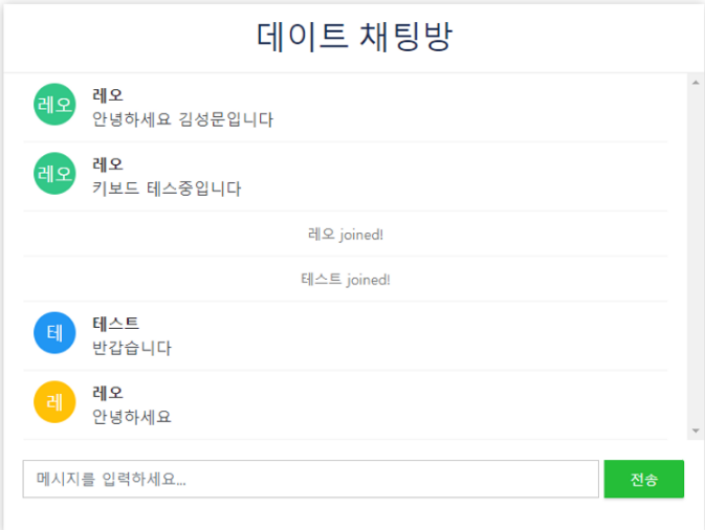 데이트 채팅방
레오
레오
안녕하세요 김성문입니다
레오
레오
키보드 테스중입니다
레오 joined!
테스트 joined!
테
테스트
반갑습니다
레
레오
안녕하세요
메시지를 입력하세요...
전송